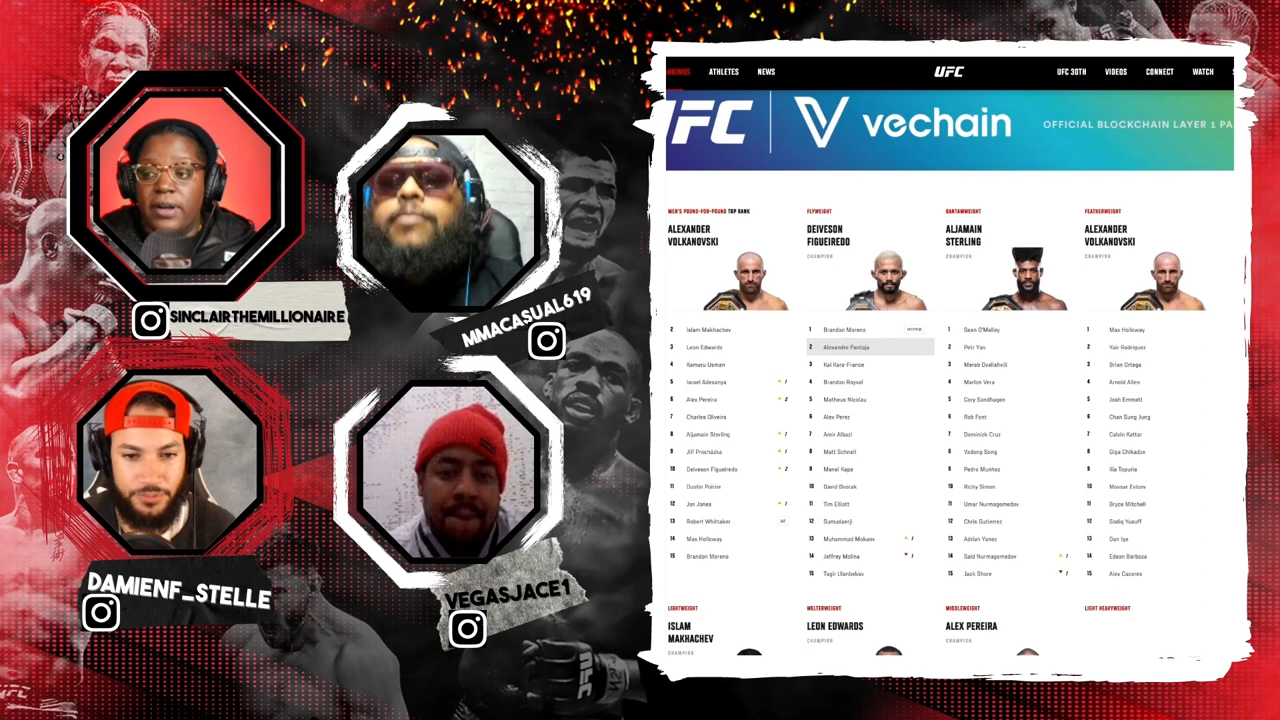 SINCLAIRTHEMILLIONAIRE
MMACASUAL619
DAMIENF_STELLE
VEGASJACE1
ATHLETES NEWS UFC UFC 30TH VIDEOS CONNECT WATCH
vechain OFFICIAL BLOCKCHAIN LAYER 1 PA
MEN'S POUND-FOR-POUND TOP RANK
ALEXANDER
VOLKANOVSKI
2 Islam Makhachev
3 Leon Edwards
4 Kamaru Usman
5 Israel Adesanya
6 Alex Pereira
7 Charles Oliveira
8 Aljamain Sterling
9 Jiří Procházka
10 Deiveson Figueiredo
11 Dustin Poirier
12 Jon Jones
13 Robert Whittaker
14 Max Holloway
15 Brandon Moreno
FLYWEIGHT
DEIVESON
FIGUEIREDO
CHAMPION
1 Brandon Moreno
2 Alexandre Pantoja
3 Kai Kara-France
4 Brandon Royval
5 Matheus Nicolau
6 Alex Perez
7 Amir Albazi
8 Matt Schnell
9 Manel Kape
10 David Dvorak
11 Tim Elliott
12 Sumudaerji
13 Muhammad Mokaev
14 Jeffrey Molina
15 Tagir Ulanbekov
BANTAMWEIGHT
ALJAMAIN
STERLING
CHAMPION
1 Sean O'Malley
2 Petr Yan
3 Merab Dvalishvili
4 Marlon Vera
5 Cory Sandhagen
6 Rob Font
7 Dominick Cruz
8 Yadong Song
9 Pedro Munhoz
10 Ricky Simon
11 Umar Nurmagomedov
12 Chris Gutierrez
13 Adrian Yanez
14 Said Nurmagomedov
15 Jack Shore
FEATHERWEIGHT
ALEXANDER
VOLKANOVSKI
CHAMPION
1 Max Holloway
2 Yair Rodriguez
3 Brian Ortega
4 Arnold Allen
5 Josh Emmett
6 Chan Sung Jung
7 Calvin Kattar
8 Giga Chikadze
9 Ilia Topuria
10 Movsar Evloev
11 Bryce Mitchell
12 Sodiq Yusuff
13 Dan Ige
14 Edson Barboza
15 Alex Caceres
LIGHTWEIGHT
ISLAM
MAKHACHEV
CHAMPION
WELTERWEIGHT
LEON EDWARDS
CHAMPION
MIDDLEWEIGHT
ALEX PEREIRA
CHAMPION
LIGHT HEAVYWEIGHT